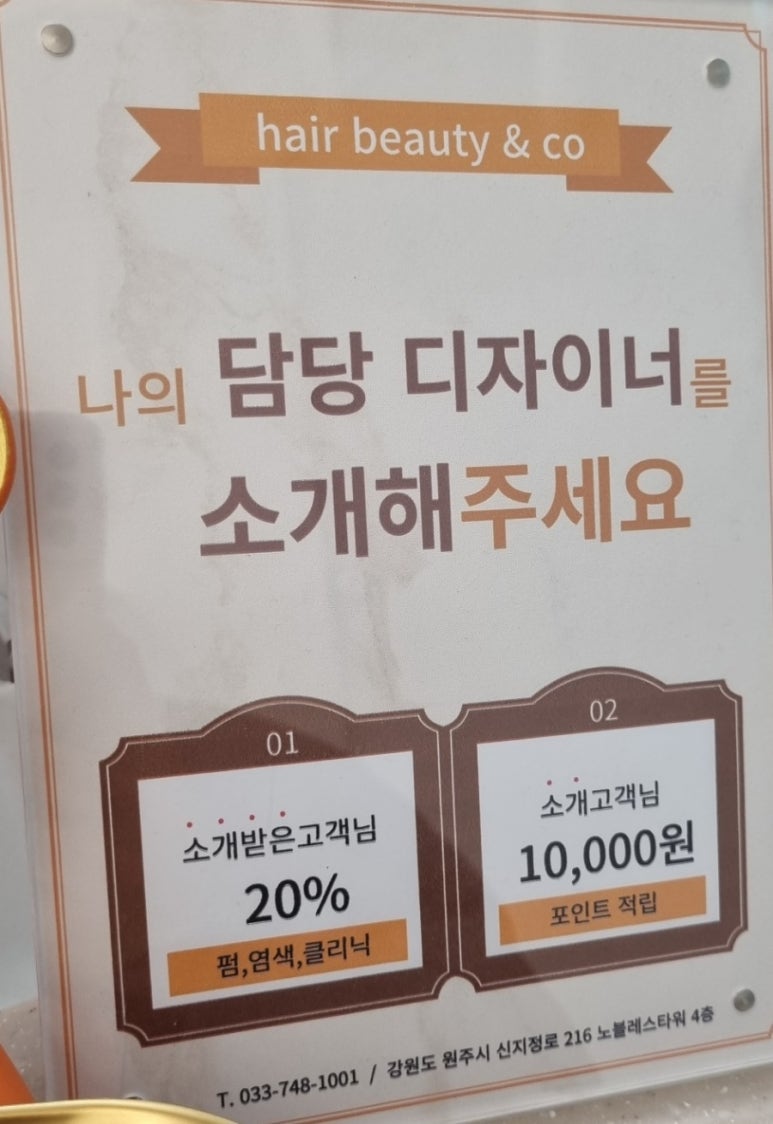 hair beauty & co
나의 담당 디자이너를
소개해주세요
01
소개받은고객님
20%
펌,염색,클리닉
02
소개고객님
10,000원
포인트 적립
T. 033-748-1001 / 강원도 원주시 신지정로 216 노블레스타워 4층